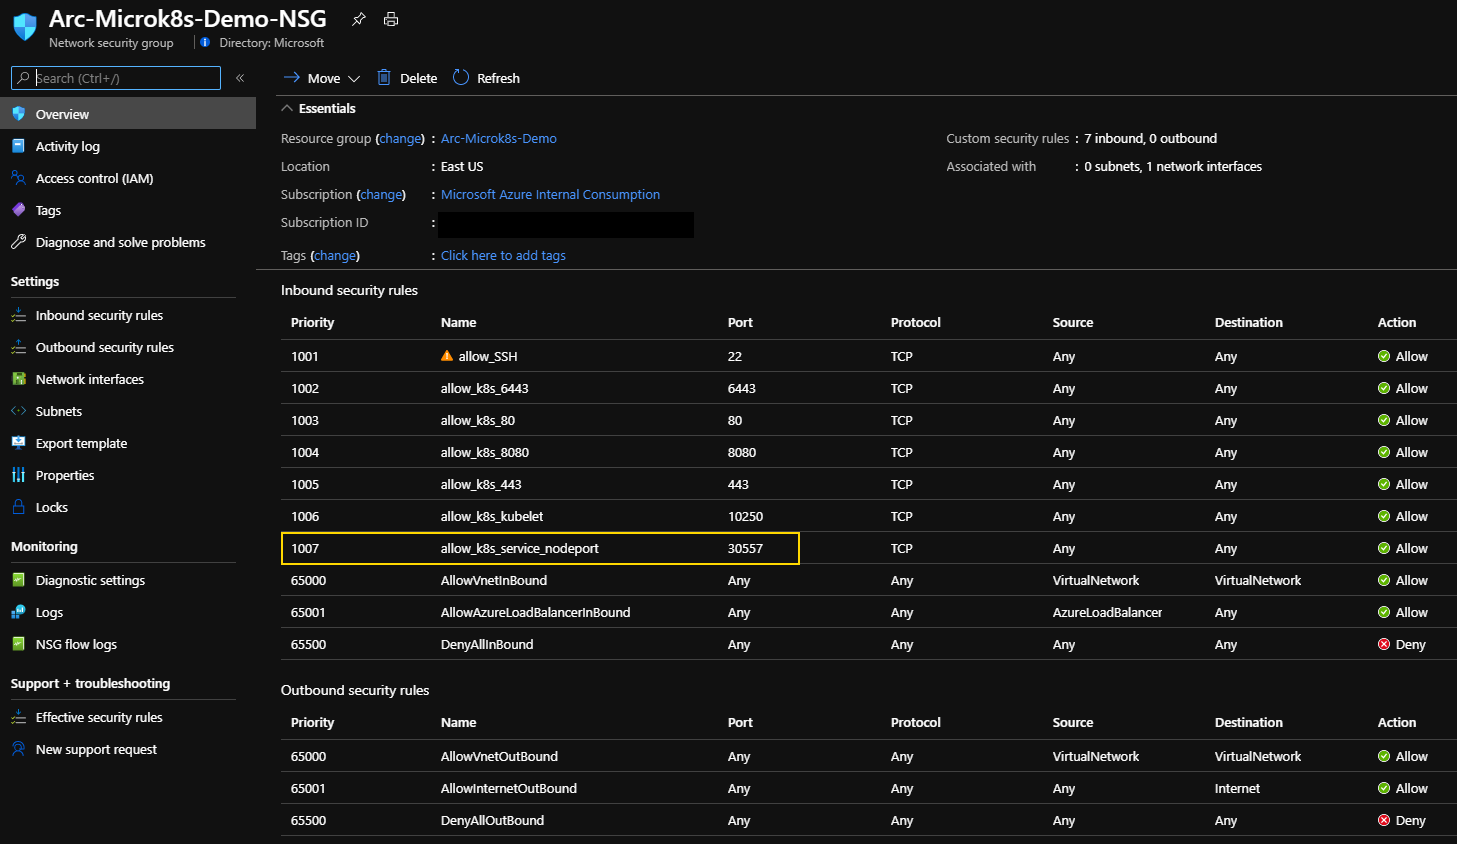 Arc-Microk8s-Demo-NSG
Network security group
Directory: Microsoft
Search (Ctrl+/)
«
Move
Delete
Refresh
Overview
Activity log
Access control (IAM)
Tags
Diagnose and solve problems
Settings
Inbound security rules
Outbound security rules
Network interfaces
Subnets
Export template
Properties
Locks
Monitoring
Diagnostic settings
Logs
NSG flow logs
Support + troubleshooting
Effective security rules
New support request
Essentials
Resource group (change) : Arc-Microk8s-Demo
Location : East US
Subscription (change) : Microsoft Azure Internal Consumption
Subscription ID :
Tags (change) : Click here to add tags
Custom security rules : 7 inbound, 0 outbound
Associated with : 0 subnets, 1 network interfaces
Inbound security rules
Priority Name Port Protocol Source Destination Action
1001 allow_SSH 22 TCP Any Any Allow
1002 allow_k8s_6443 6443 TCP Any Any Allow
1003 allow_k8s_80 80 TCP Any Any Allow
1004 allow_k8s_8080 8080 TCP Any Any Allow
1005 allow_k8s_443 443 TCP Any Any Allow
1006 allow_k8s_kubelet 10250 TCP Any Any Allow
1007 allow_k8s_service_nodeport 30557 TCP Any Any Allow
65000 AllowVnetInBound Any Any VirtualNetwork VirtualNetwork Allow
65001 AllowAzureLoadBalancerInBound Any Any AzureLoadBalancer Any Allow
65500 DenyAllInBound Any Any Any Any Deny
Outbound security rules
Priority Name Port Protocol Source Destination Action
65000 AllowVnetOutBound Any Any VirtualNetwork VirtualNetwork Allow
65001 AllowInternetOutBound Any Any Any Internet Allow
65500 DenyAllOutBound Any Any Any Any Deny